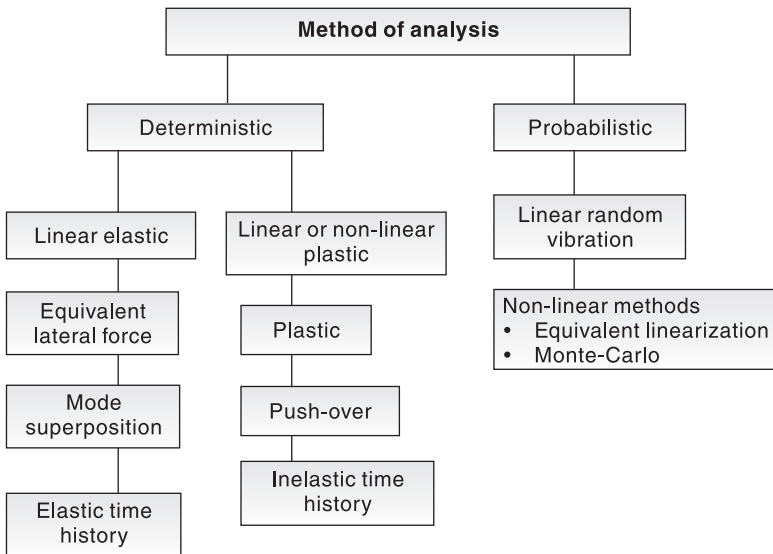 Method of analysis
Deterministic
Probabilistic
Linear elastic
Linear or non-linear
plastic
Linear random
vibration
Equivalent
lateral force
Plastic
Non-linear methods
• Equivalent linearization
• Monte-Carlo
Mode
superposition
Push-over
Elastic time
history
Inelastic time
history